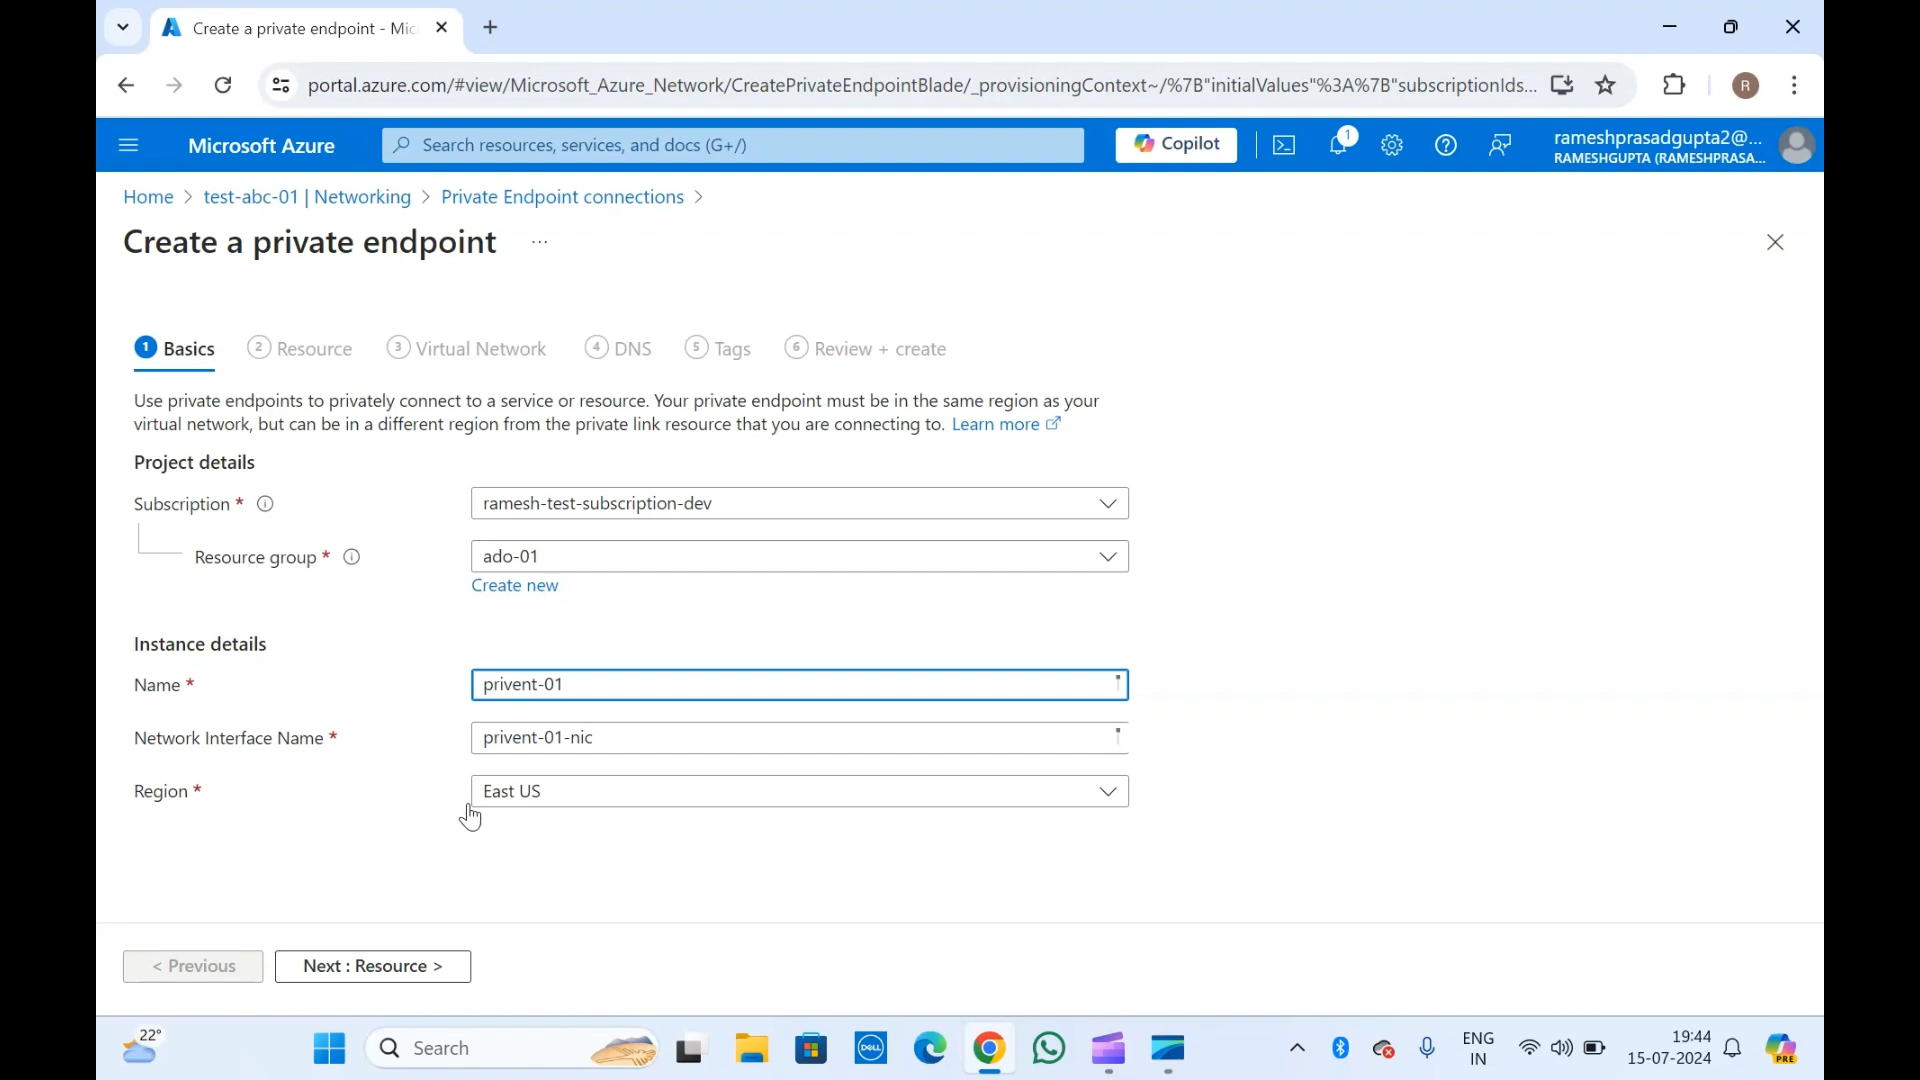 Create a private endpoint - Mic
portal.azure.com/#view/Microsoft_Azure_Network/CreatePrivateEndpointBlade/_provisioningContext~/%7B"initialValues"%3A%7B"subscriptionIds...
R
Microsoft Azure
Search resources, services, and docs (G+/)
Copilot
1
rameshprasadgupta2@...
RAMESHGUPTA (RAMESHPRASA...
Home > test-abc-01 | Networking > Private Endpoint connections >
Create a private endpoint ...
1 Basics 2 Resource 3 Virtual Network 4 DNS 5 Tags 6 Review + create
Use private endpoints to privately connect to a service or resource. Your private endpoint must be in the same region as your
virtual network, but can be in a different region from the private link resource that you are connecting to. Learn more
Project details
Subscription * ramesh-test-subscription-dev
Resource group * ado-01
Create new
Instance details
Name * privent-01
Network Interface Name * privent-01-nic
Region * East US
< Previous
Next : Resource >
22°
Search
DELL
ENG
IN
19:44
15-07-2024
PRE